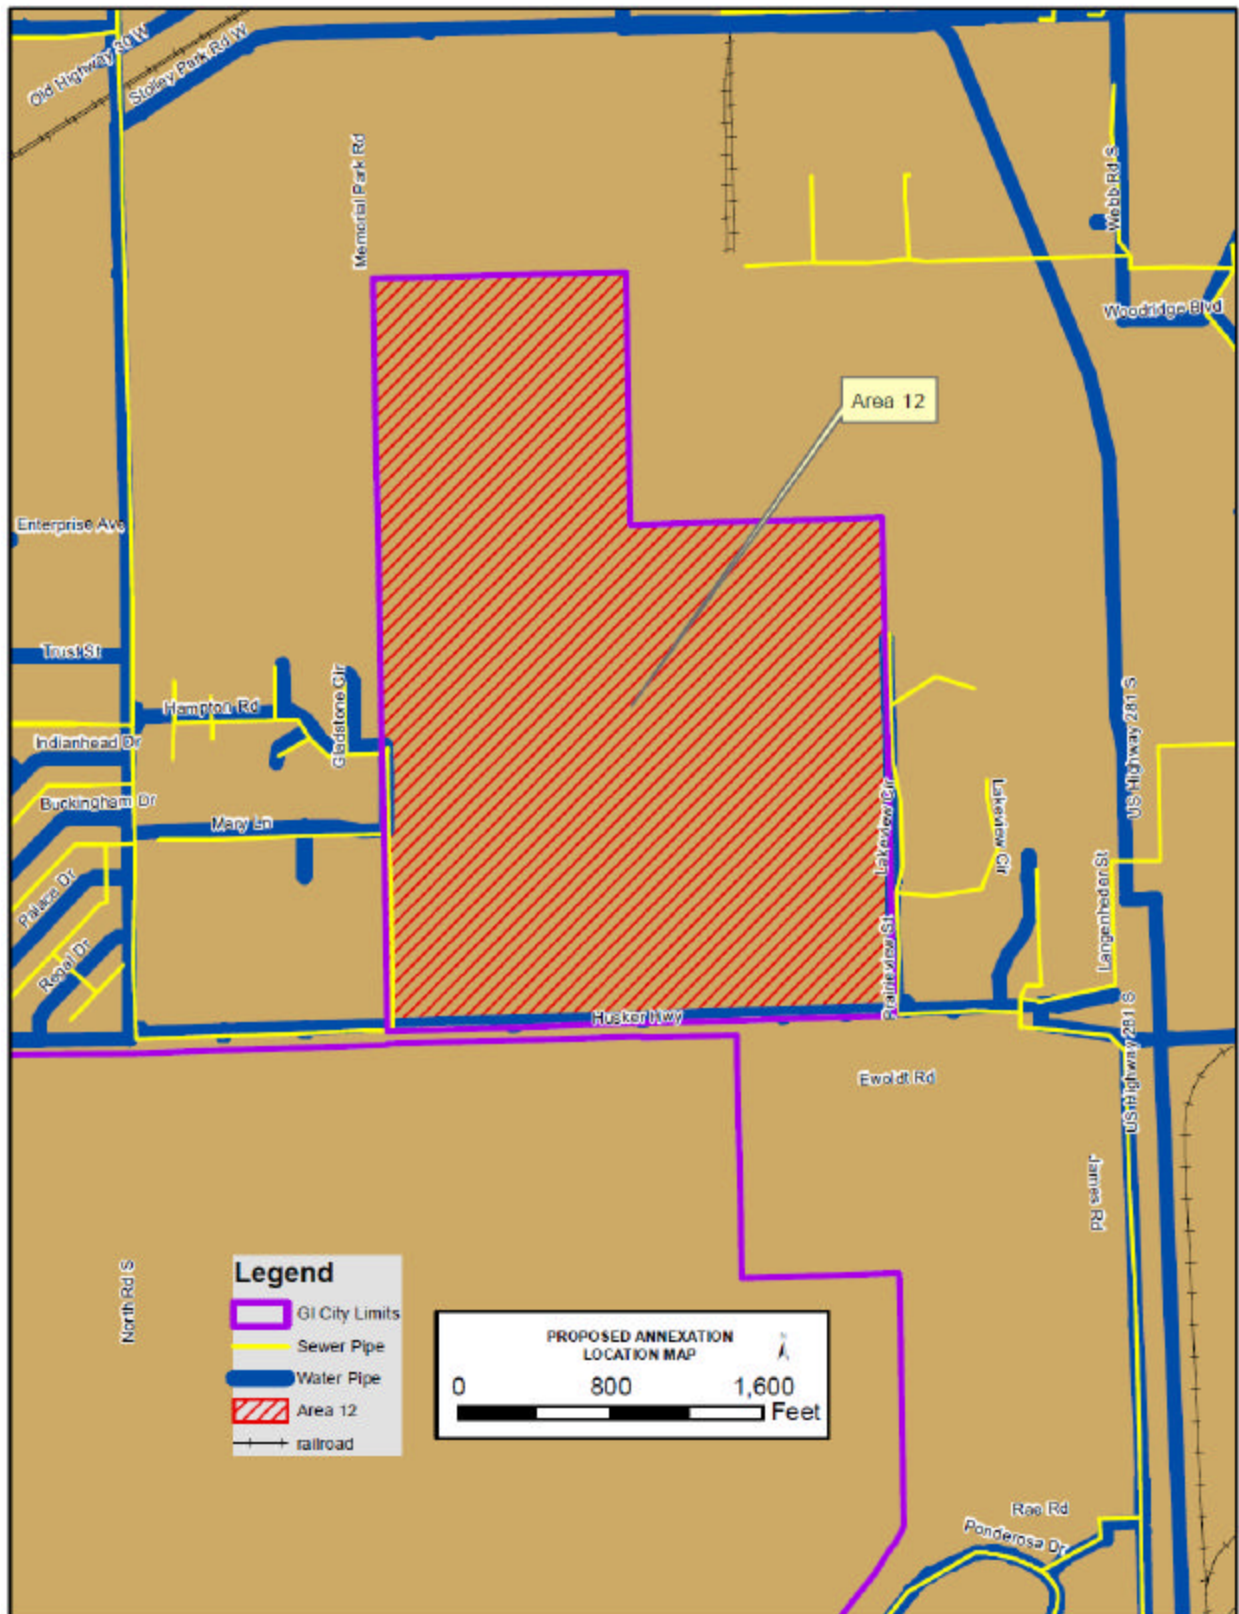 Old Highway 30 W
Stolley Park Rd W
Memorial Park Rd
Webb Rd S
Woodridge Blvd
Area 12
Enterprise Ave
Trust St
Hampton Rd
Gladstone Cir
Indianhead Dr
US Highway 281 S
Buckingham Dr
Mary Ln
Lakeview Cir
Lakeview Cir
Palace Dr
Langenheder St
Regal Dr
Prairieview St
Husker Hwy
US Highway 281 S
Ewoldt Rd
James Rd
North Rd S
Legend
GI City Limits
Sewer Pipe
Water Pipe
Area 12
railroad
PROPOSED ANNEXATION
LOCATION MAP
N
0 800 1,600
Feet
Rae Rd
Ponderosa Dr